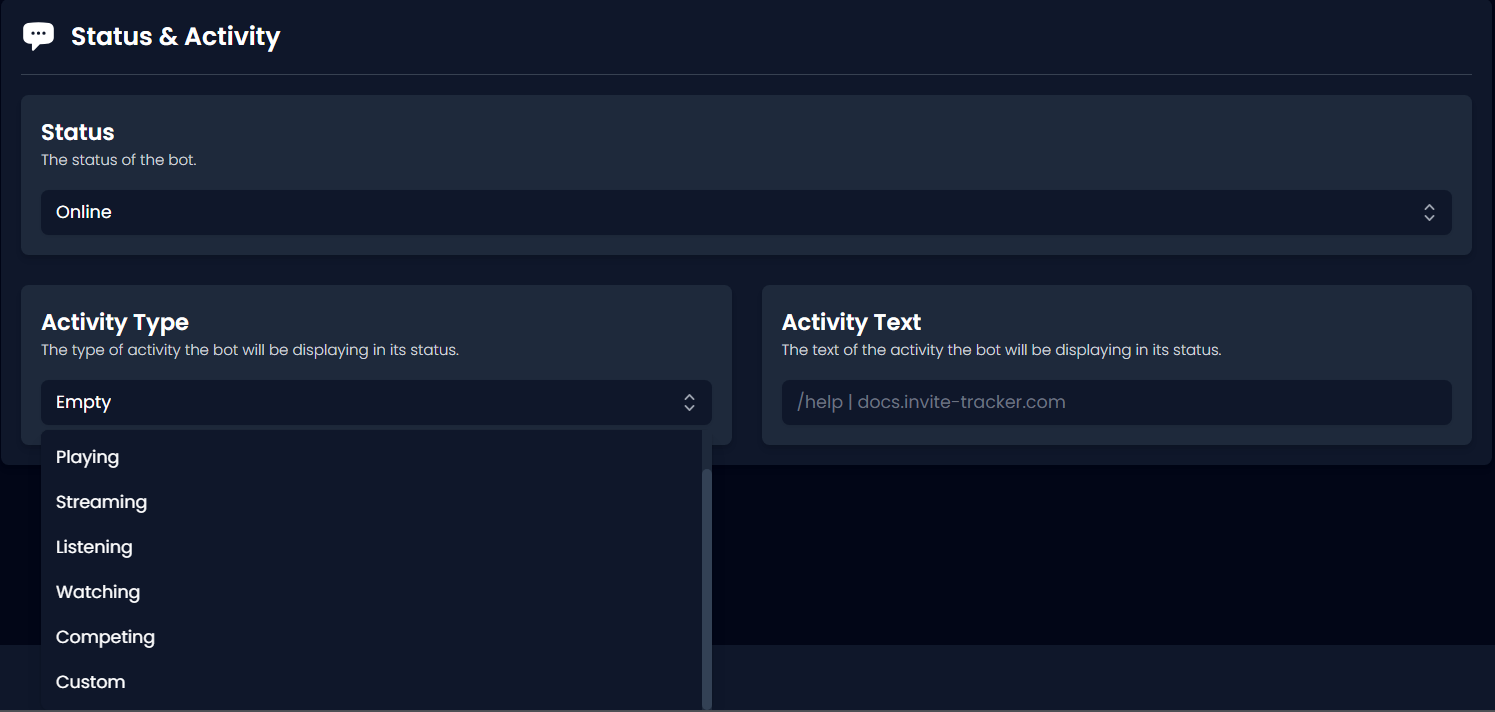 Status & Activity
Status
The status of the bot.
Online
Activity Type
The type of activity the bot will be displaying in its status.
Empty
Playing
Streaming
Listening
Watching
Competing
Custom
Activity Text
The text of the activity the bot will be displaying in its status.
/help | docs.invite-tracker.com